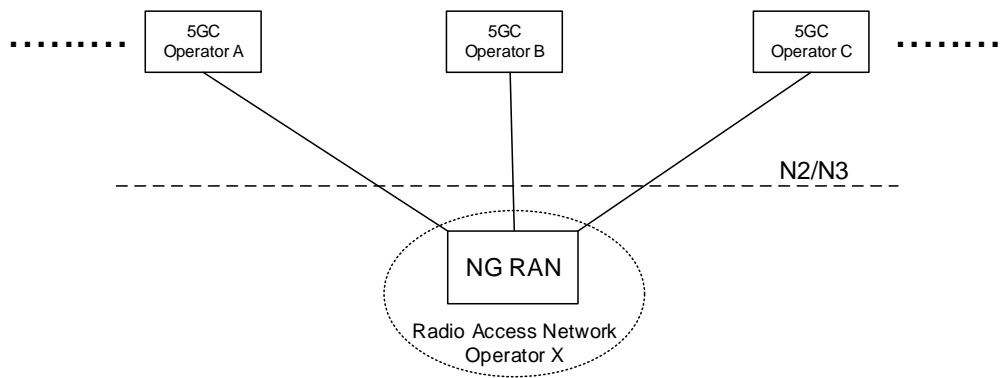 5GC
Operator A
5GC
Operator B
5GC
Operator C
N2/N3
NG RAN
Radio Access Network
Operator X